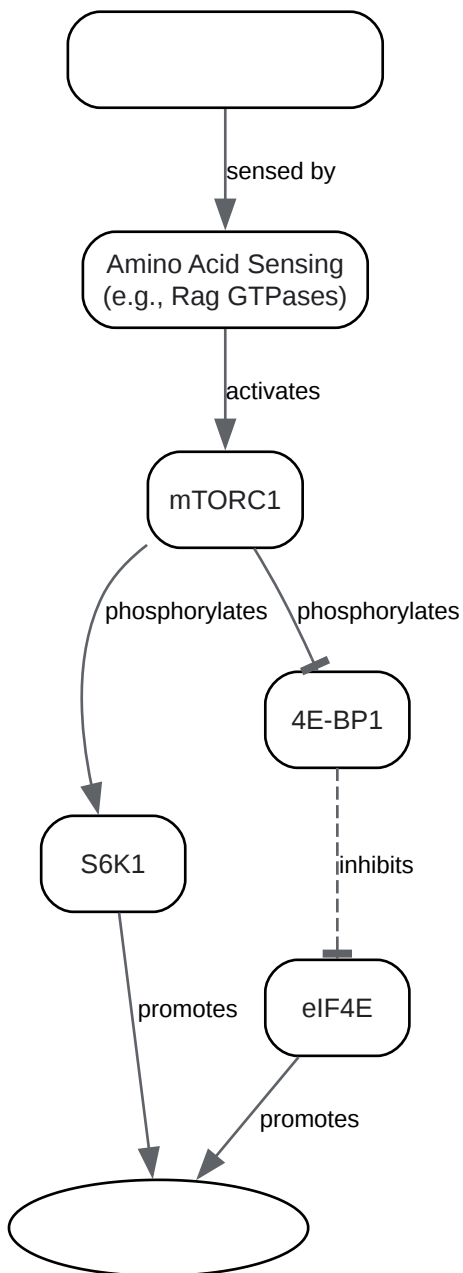 sensed by
Amino Acid Sensing
(e.g., Rag GTPases)
activates
mTORC1
phosphorylates
phosphorylates
4E-BP1
S6K1
inhibits
promotes
eIF4E
promotes